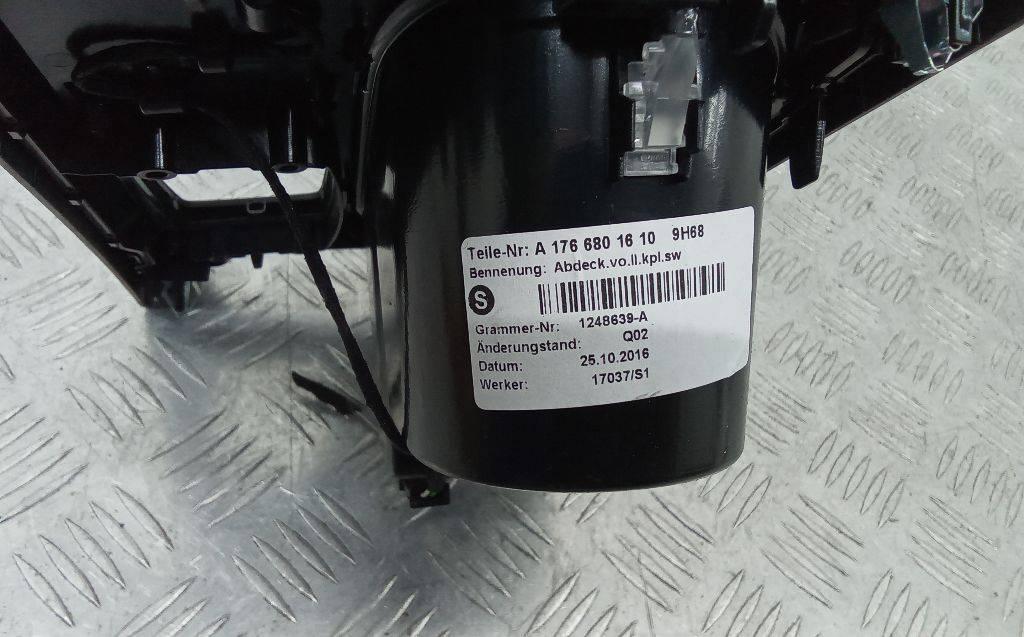 Teile-Nr: A 176 680 16 10 9H68
Bennenung: Abdeck.vo.ll.kpl.sw
S
Grammer-Nr: 1248639-A
Änderungstand: Q02
Datum: 25.10.2016
Werker: 17037/S1